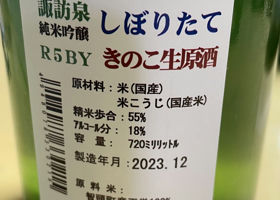 諏訪泉 しぼりたて
純米吟醸
R5BY きのこ生原酒
原材料：米(国産)
米こうじ(国産米)
精米歩合：55%
アルコール分：18%
容量：720ミリリットル
製造年月：2023.12
原料米：